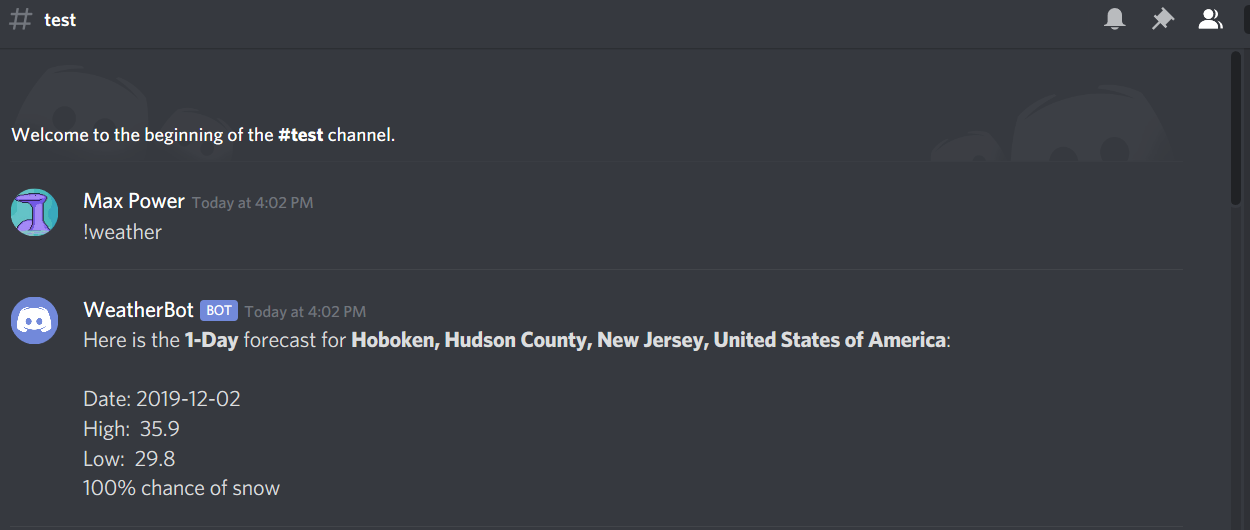 # test
Welcome to the beginning of the #test channel.
Max Power Today at 4:02 PM
!weather
WeatherBot BOT Today at 4:02 PM
Here is the 1-Day forecast for Hoboken, Hudson County, New Jersey, United States of America:
Date: 2019-12-02
High:  35.9
Low:  29.8
100% chance of snow